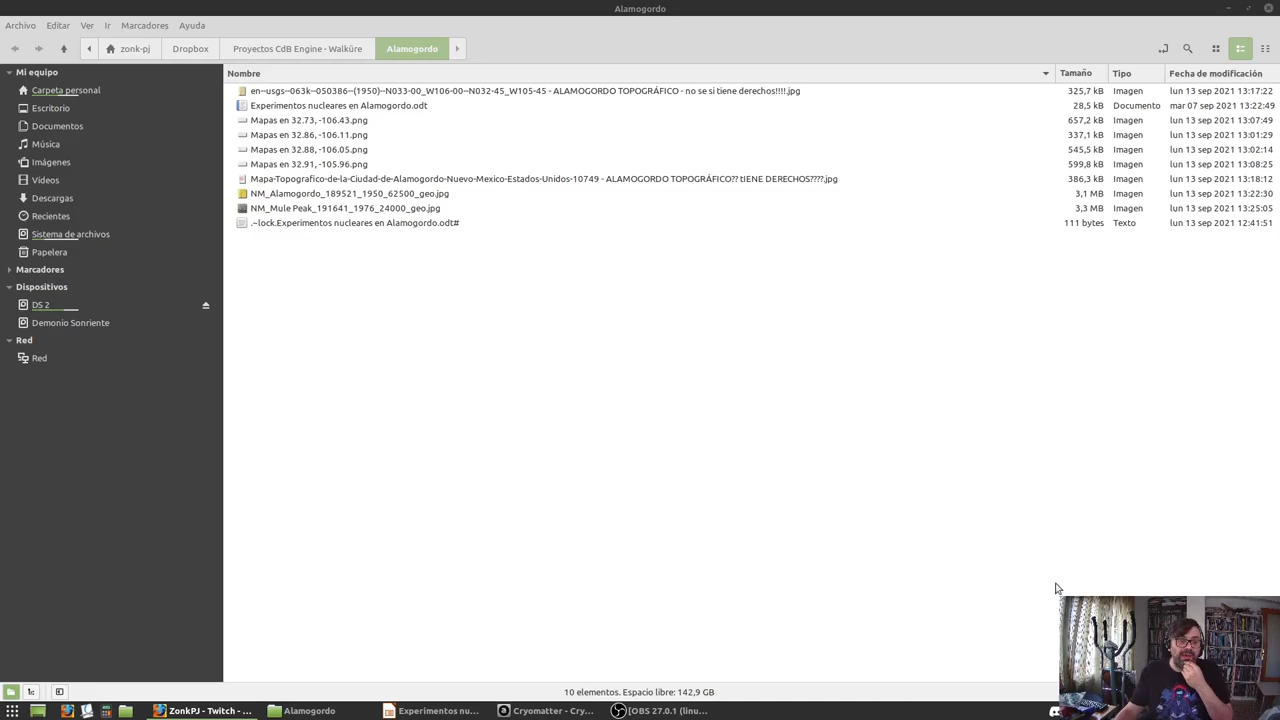 Alamogordo
Archivo Editar Ver Ir Marcadores Ayuda
zonk-pj Dropbox Proyectos CdB Engine - Walküre Alamogordo
Mi equipo
Carpeta personal
Escritorio
Documentos
Música
Imágenes
Vídeos
Descargas
Recientes
Sistema de archivos
Papelera
Marcadores
Dispositivos
DS 2
Demonio Sonriente
Red
Red
Nombre Tamaño Tipo Fecha de modificación
en--usgs--063k--050386--(1950)--N033-00_W106-00--N032-45_W105-45 - ALAMOGORDO TOPOGRÁFICO - no se si tiene derechos!!!!.jpg 325,7 kB Imagen lun 13 sep 2021 13:17:22
Experimentos nucleares en Alamogordo.odt 28,5 kB Documento mar 07 sep 2021 13:22:49
Mapas en 32.73, -106.43.png 657,2 kB Imagen lun 13 sep 2021 13:07:49
Mapas en 32.86, -106.11.png 337,1 kB Imagen lun 13 sep 2021 13:01:29
Mapas en 32.88, -106.05.png 545,5 kB Imagen lun 13 sep 2021 13:02:14
Mapas en 32.91, -105.96.png 599,8 kB Imagen lun 13 sep 2021 13:08:25
Mapa-Topografico-de-la-Ciudad-de-Alamogordo-Nuevo-Mexico-Estados-Unidos-10749 - ALAMOGORDO TOPOGRÁFICO?? tIENE DERECHOS????.jpg 386,3 kB Imagen lun 13 sep 2021 13:18:12
NM_Alamogordo_189521_1950_62500_geo.jpg 3,1 MB Imagen lun 13 sep 2021 13:22:30
NM_Mule Peak_191641_1976_24000_geo.jpg 3,3 MB Imagen lun 13 sep 2021 13:25:05
.~lock.Experimentos nucleares en Alamogordo.odt# 111 bytes Texto lun 13 sep 2021 12:41:51
10 elementos. Espacio libre: 142,9 GB
ZonkPJ - Twitch - ... Alamogordo Experimentos nu... Cryomatter - Cry... [OBS 27.0.1 (linu...